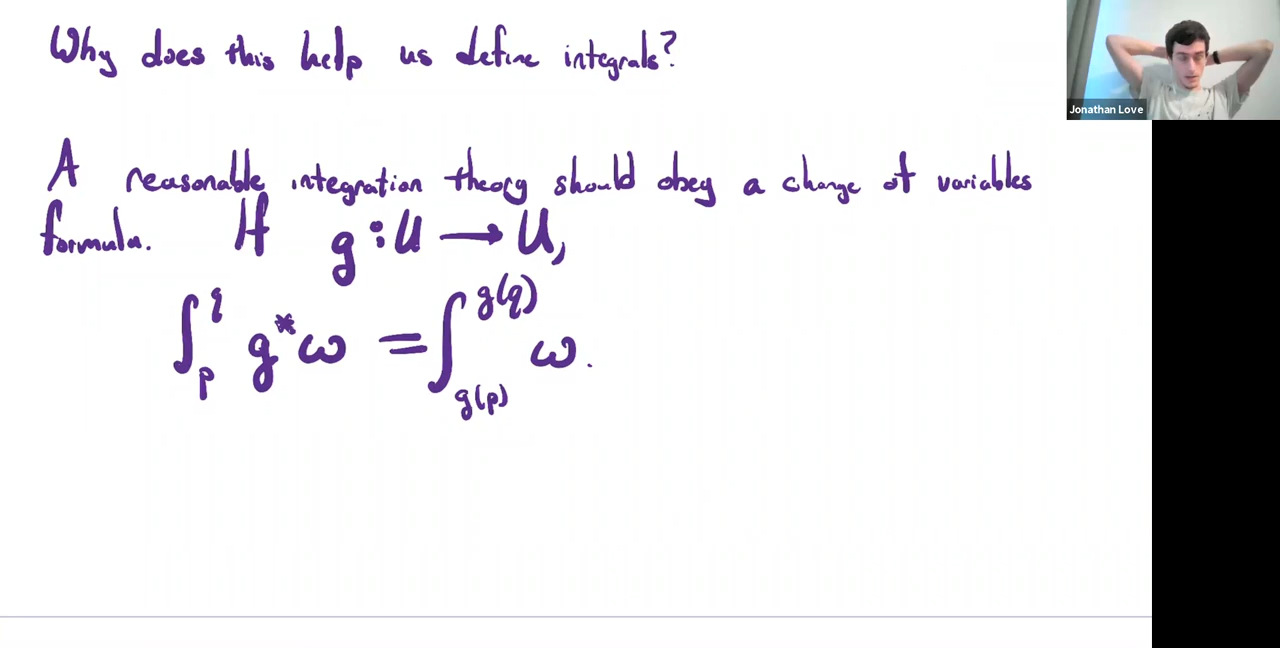 Why does this help us define integrals?
Jonathan Love
A reasonable integration theory should obey a change of variables
formula. If g : U → U,
∫_p^q g*ω = ∫_{g(p)}^{g(q)} ω.